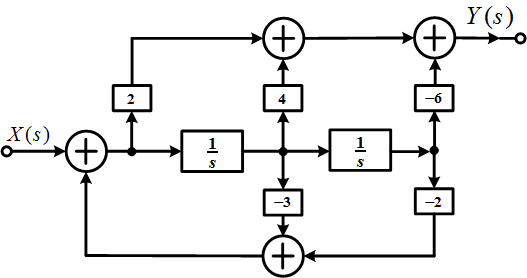 Y(s)
+ +
2 4 −6
X(s)
+ 1/s 1/s
−3 −2
+